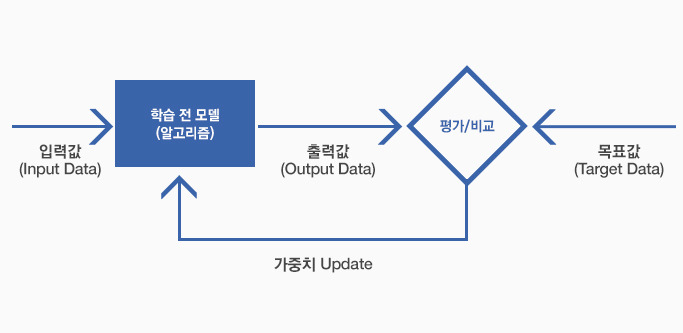 학습 전 모델
(알고리즘)
평가/비교
입력값
(Input Data)
출력값
(Output Data)
목표값
(Target Data)
가중치 Update